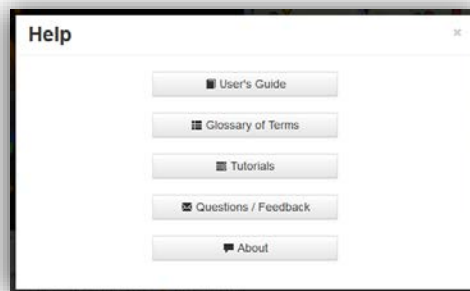 Help
×
User's Guide
Glossary of Terms
Tutorials
Questions / Feedback
About